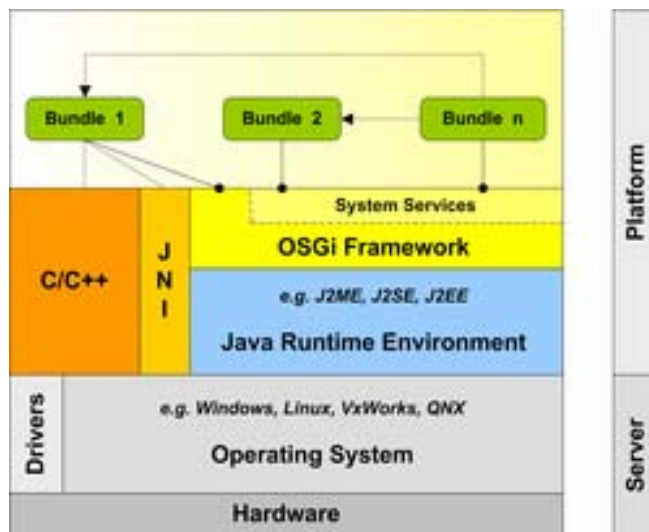 Bundle 1
Bundle 2
Bundle n
System Services
OSGi Framework
C/C++
JNI
e.g. J2ME, J2SE, J2EE
Java Runtime Environment
Drivers
e.g. Windows, Linux, VxWorks, QNX
Operating System
Hardware
Platform
Server